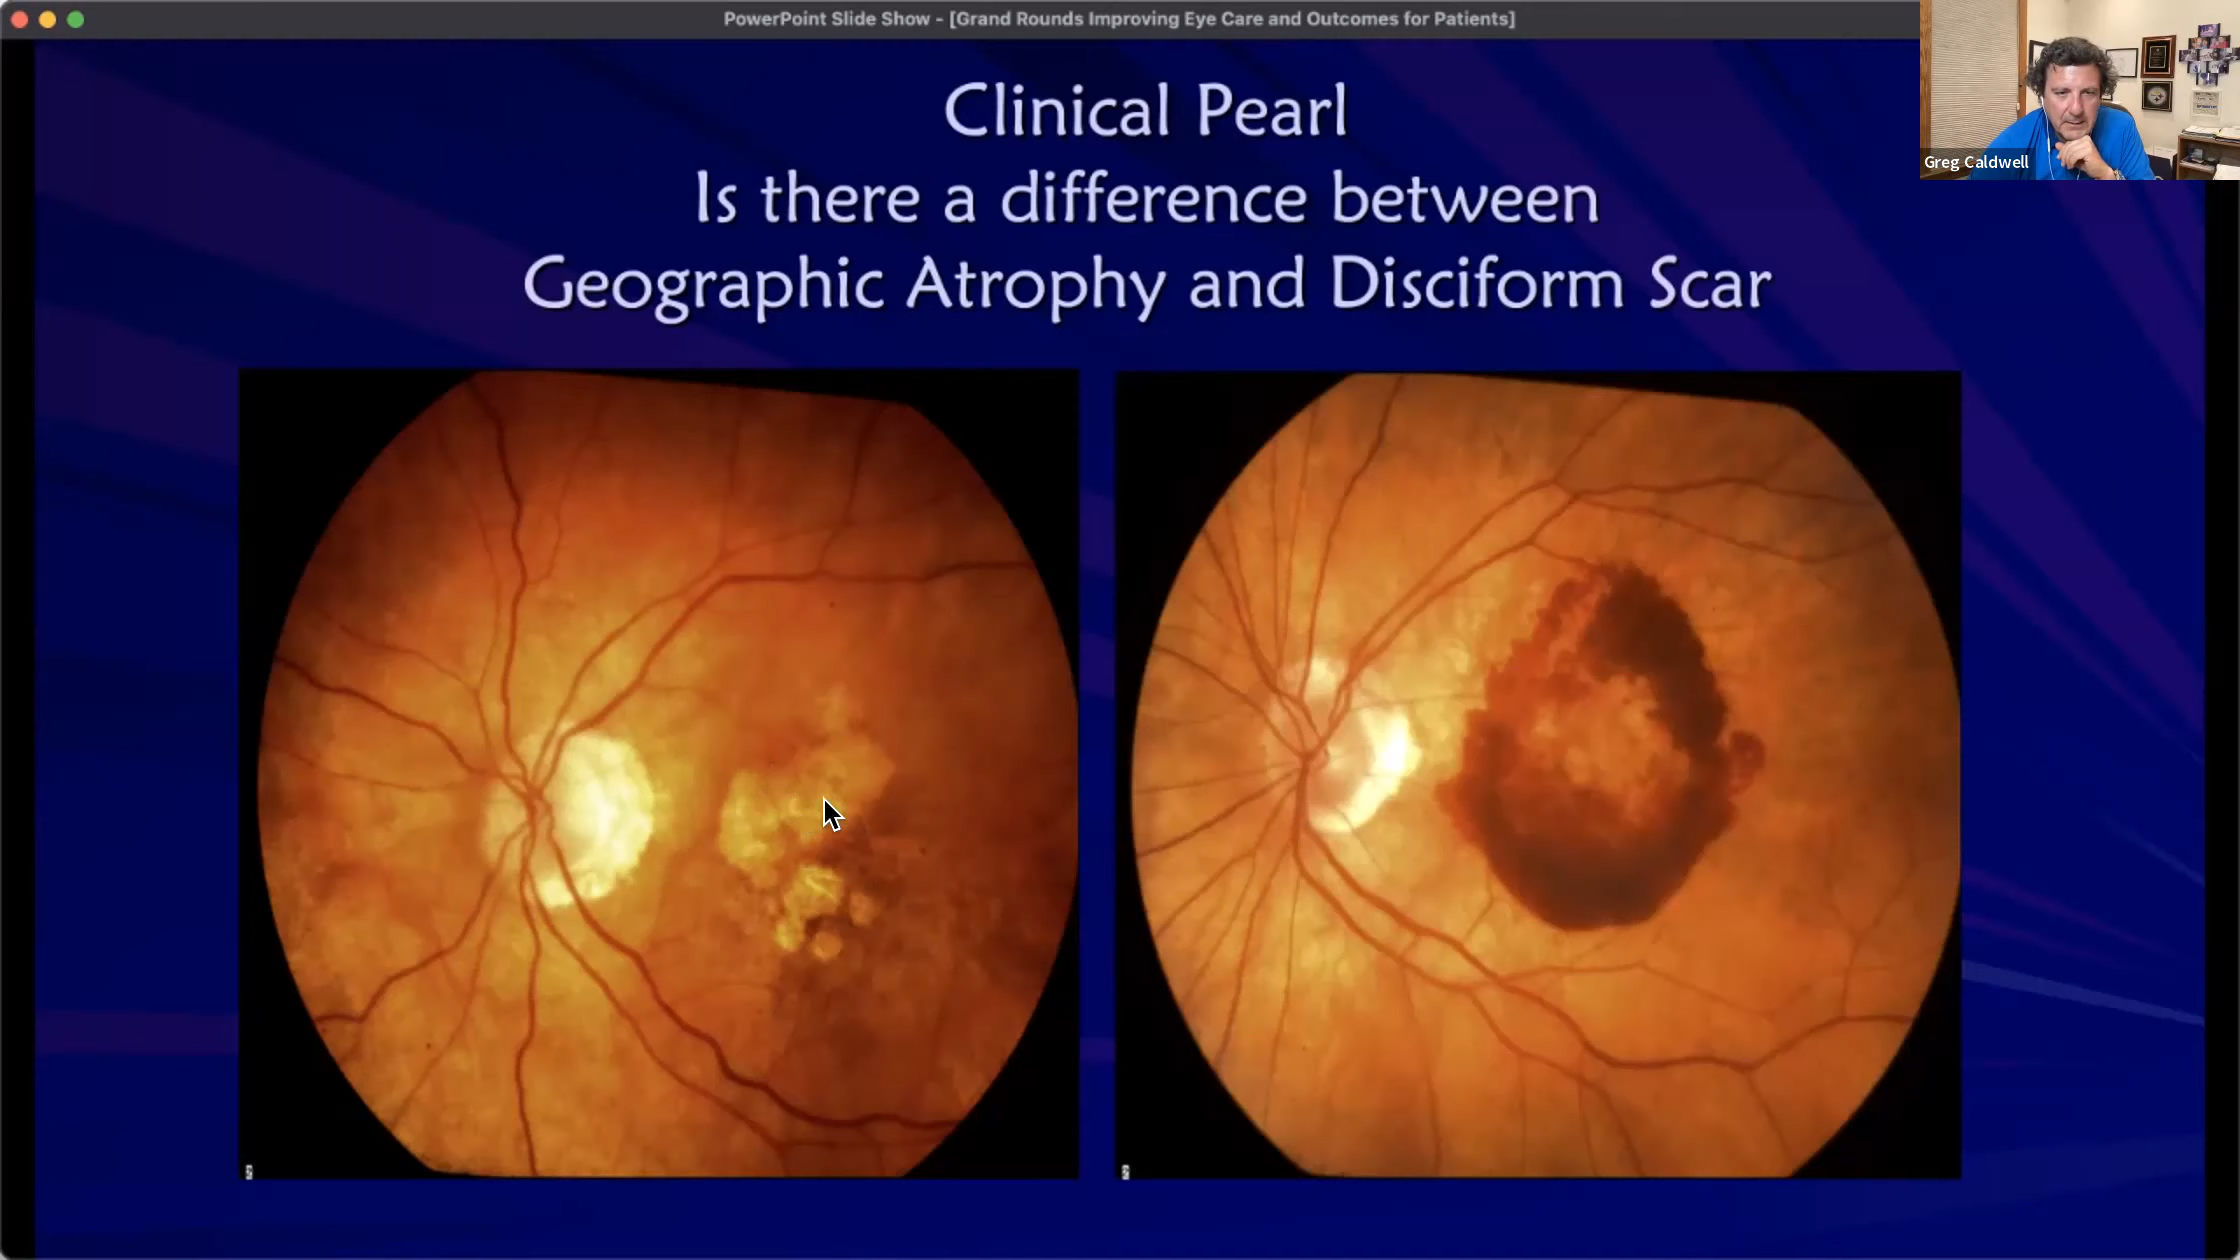 PowerPoint Slide Show - [Grand Rounds Improving Eye Care and Outcomes for Patients]
Greg Caldwell
Clinical Pearl
Is there a difference between
Geographic Atrophy and Disciform Scar